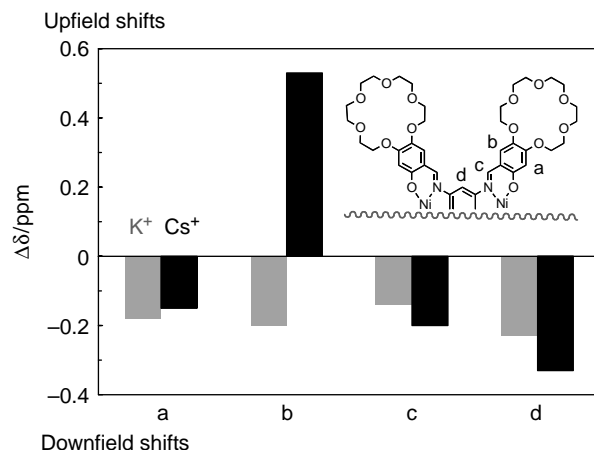 Upfield shifts
0.6
0.4
0.2
0
−0.2
−0.4
Δδ/ppm
K⁺ Cs⁺
O O O O O O
O O O O O O
b
b
a
c
d
c
O N N O
Ni Ni
a b c d
Downfield shifts